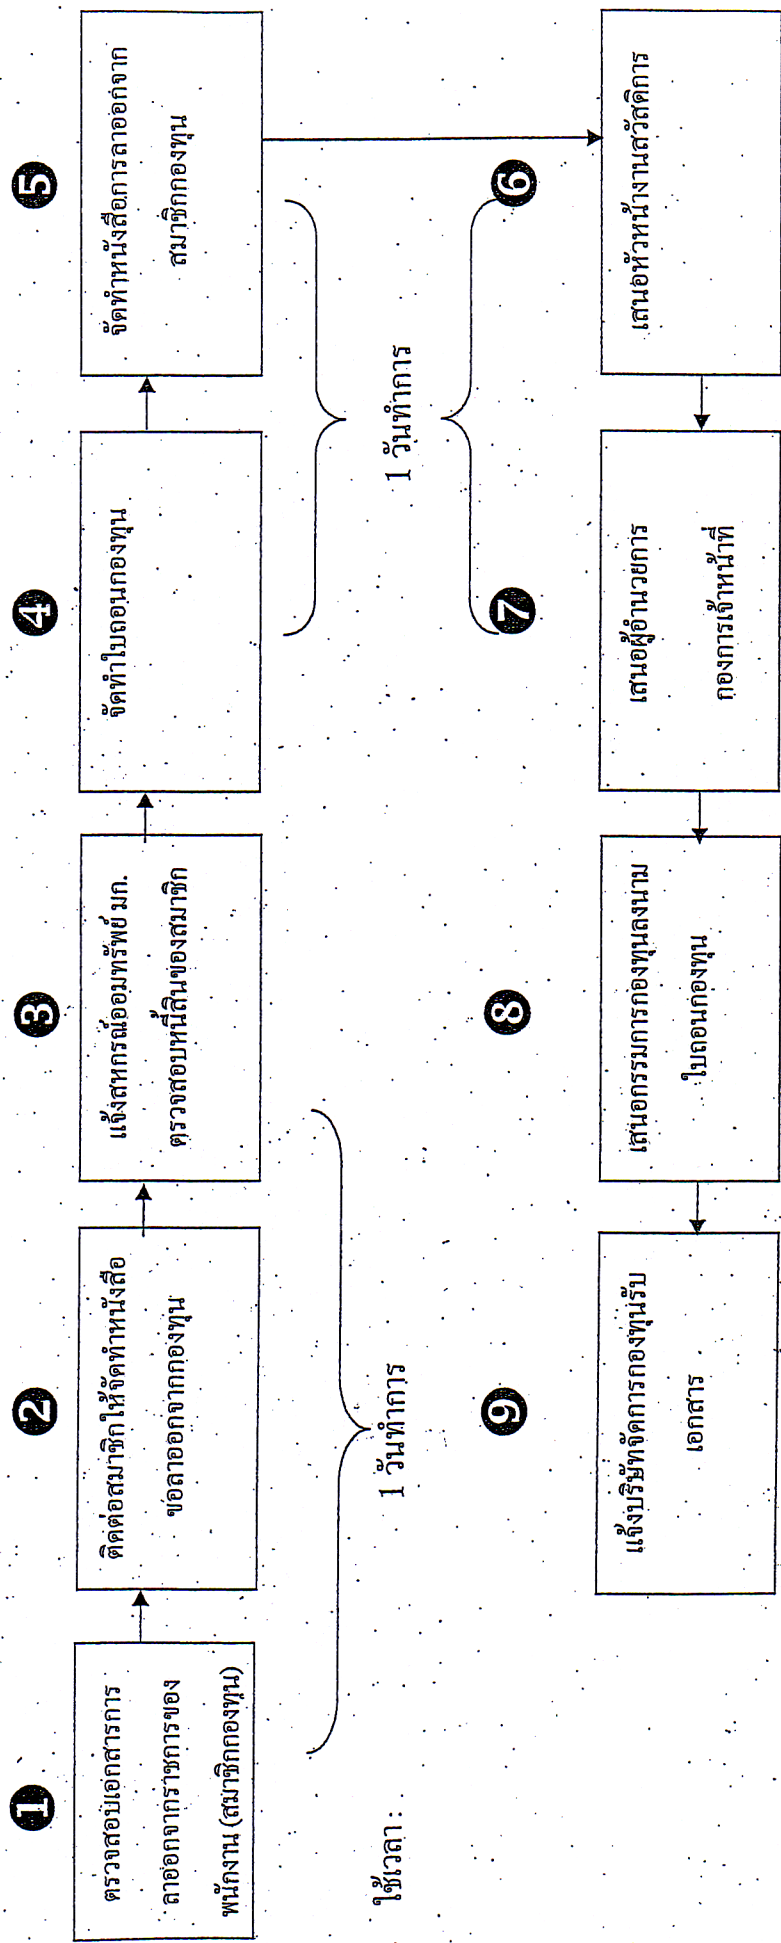 ❶
ตรวจสอบเอกสารการ
ลาออกจากราชการของ
พนักงาน (สมาชิกกองทุน)
❷
ติดต่อสมาชิกให้จัดทำหนังสือ
ขอลาออกจากกองทุน
❸
แจ้งสหกรณ์ออมทรัพย์ มก.
ตรวจสอบหนี้สินของสมาชิก
❹
จัดทำใบถอนกองทุน
❺
จัดทำหนังสือการลาออกจาก
สมาชิกกองทุน
ใช้เวลา :
1 วันทำการ
1 วันทำการ
❻
เสนอหัวหน้างานสวัสดิการ
❼
เสนอผู้อำนวยการ
กองการเจ้าหน้าที่
❽
เสนอกรรมการกองทุนลงนาม
ใบถอนกองทุน
❾
แจ้งบริษัทจัดการกองทุนรับ
เอกสาร